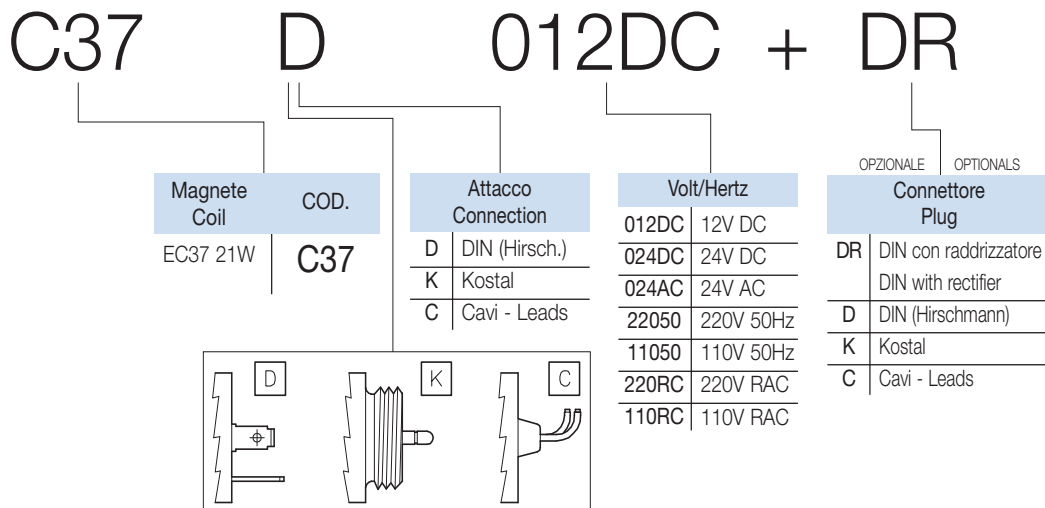 C37 D 012DC + DR
OPZIONALE OPTIONALS
Magnete
Coil
COD.
EC37 21W C37
Attacco
Connection
D DIN (Hirsch.)
K Kostal
C Cavi - Leads
Volt/Hertz
012DC 12V DC
024DC 24V DC
024AC 24V AC
22050 220V 50Hz
11050 110V 50Hz
220RC 220V RAC
110RC 110V RAC
Connettore
Plug
DR DIN con raddrizzatore
DIN with rectifier
D DIN (Hirschmann)
K Kostal
C Cavi - Leads
D K C